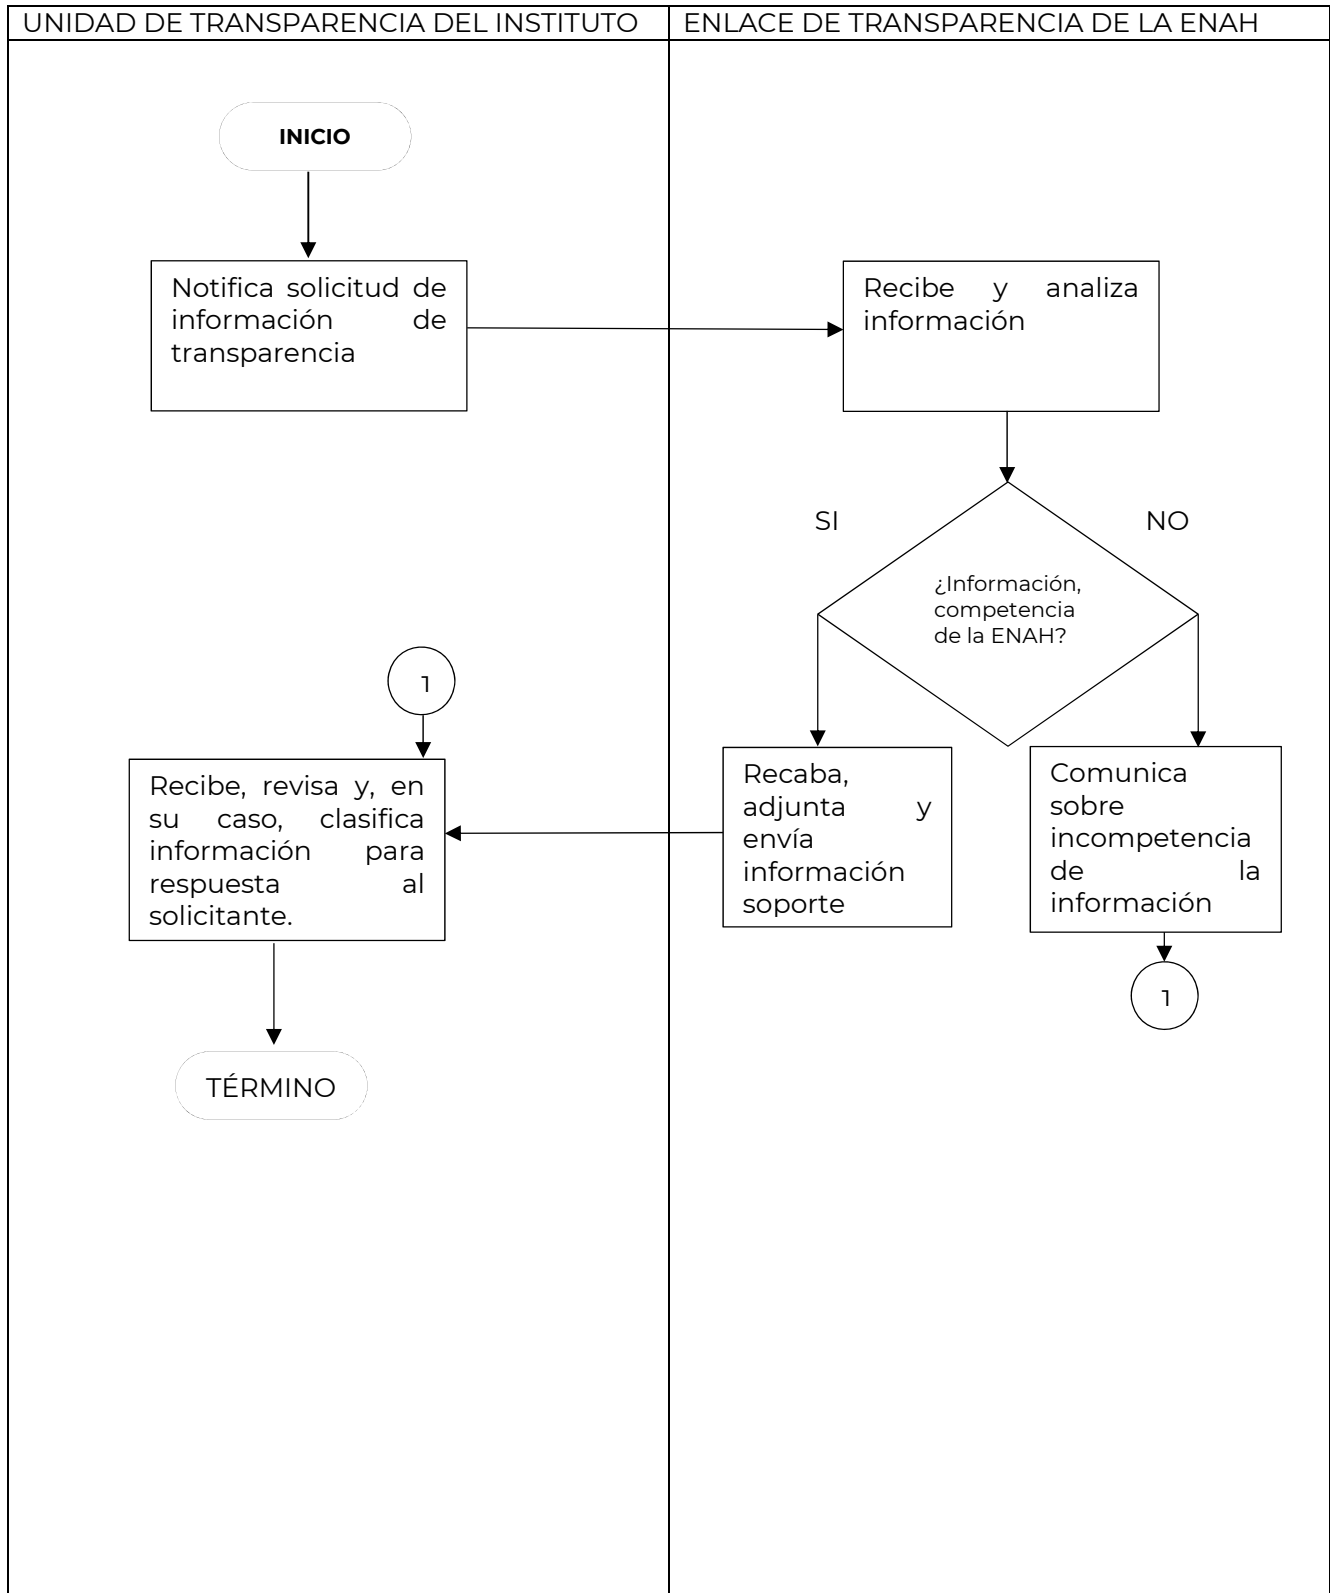 UNIDAD DE TRANSPARENCIA DEL INSTITUTO
ENLACE DE TRANSPARENCIA DE LA ENAH
INICIO
Notifica solicitud de
información de
transparencia
Recibe y analiza
información
SI
NO
¿Información,
competencia
de la ENAH?
1
Recibe, revisa y, en
su caso, clasifica
información para
respuesta al
solicitante.
Recaba,
adjunta y
envía
información
soporte
Comunica
sobre
incompetencia
de la
información
1
TÉRMINO